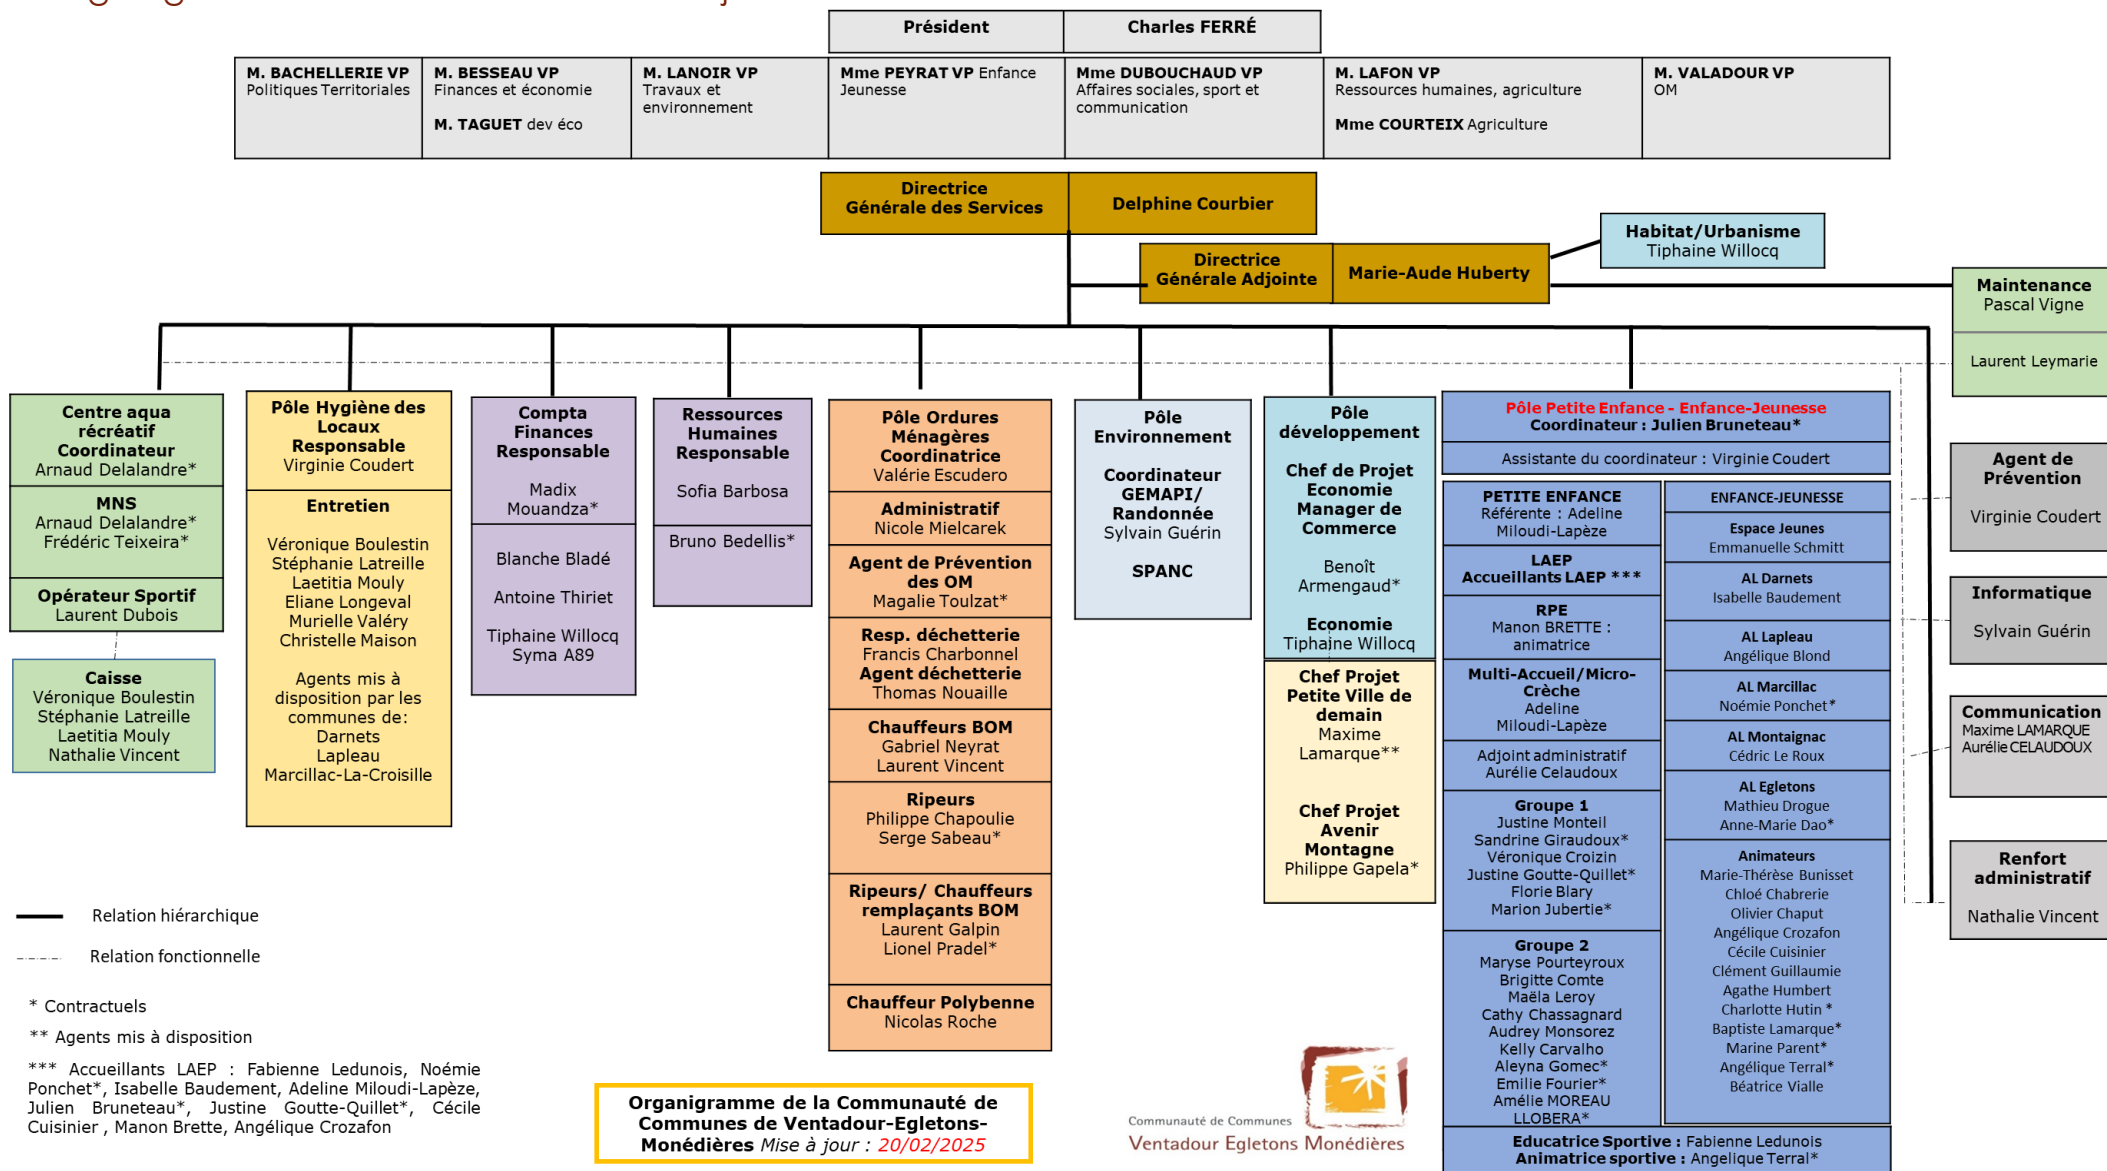 Président
Charles FERRÉ
M. BACHELLERIE VP
Politiques Territoriales
M. BESSEAU VP
Finances et économie
M. TAGUET dev éco
M. LANOIR VP
Travaux et
environnement
Mme PEYRAT VP Enfance
Jeunesse
Mme DUBOUCHAUD VP
Affaires sociales, sport et
communication
M. LAFON VP
Ressources humaines, agriculture
Mme COURTEIX Agriculture
M. VALADOUR VP
OM
Directrice
Générale des Services
Delphine Courbier
Directrice
Générale Adjointe
Marie-Aude Huberty
Habitat/Urbanisme
Tiphaine Willocq
Maintenance
Pascal Vigne
Laurent Leymarie
Centre aqua
récréatif
Coordinateur
Arnaud Delalandre*
MNS
Arnaud Delalandre*
Frédéric Teixeira*
Opérateur Sportif
Laurent Dubois
Caisse
Véronique Boulestin
Stéphanie Latreille
Laetitia Mouly
Nathalie Vincent
Pôle Hygiène des
Locaux
Responsable
Virginie Coudert
Entretien
Véronique Boulestin
Stéphanie Latreille
Laetitia Mouly
Eliane Longeval
Murielle Valéry
Christelle Maison
Agents mis à
disposition par les
communes de:
Darnets
Lapleau
Marcillac-La-Croisille
Compta
Finances
Responsable
Madix
Mouandza*
Blanche Bladé
Antoine Thiriet
Tiphaine Willocq
Syma A89
Ressources
Humaines
Responsable
Sofia Barbosa
Bruno Bedellis*
Pôle Ordures
Ménagères
Coordinatrice
Valérie Escudero
Administratif
Nicole Mielcarek
Agent de Prévention
des OM
Magalie Toulzat*
Resp. déchetterie
Francis Charbonnel
Agent déchetterie
Thomas Nouaille
Chauffeurs BOM
Gabriel Neyrat
Laurent Vincent
Ripeurs
Philippe Chapoulie
Serge Sabeau*
Ripeurs/ Chauffeurs
remplaçants BOM
Laurent Galpin
Lionel Pradel*
Chauffeur Polybenne
Nicolas Roche
Pôle
Environnement
Coordinateur
GEMAPI/
Randonnée
Sylvain Guérin
SPANC
Pôle
développement
Chef de Projet
Economie
Manager de
Commerce
Benoît
Armengaud*
Economie
Tiphaine Willocq
Chef Projet
Petite Ville de
demain
Maxime
Lamarque**
Chef Projet
Avenir
Montagne
Philippe Gapela*
Pôle Petite Enfance - Enfance-Jeunesse
Coordinateur : Julien Bruneteau*
Assistante du coordinateur : Virginie Coudert
PETITE ENFANCE
Référente : Adeline
Miloudi-Lapèze
LAEP
Accueillants LAEP ***
RPE
Manon BRETTE :
animatrice
Multi-Accueil/Micro-
Crèche
Adeline
Miloudi-Lapèze
Adjoint administratif
Aurélie Celaudoux
Groupe 1
Justine Monteil
Sandrine Giraudoux*
Véronique Croizin
Justine Goutte-Quillet*
Florie Blary
Marion Jubertie*
Groupe 2
Maryse Pourteyroux
Brigitte Comte
Maëla Leroy
Cathy Chassagnard
Audrey Monsorez
Kelly Carvalho
Aleyna Gomec*
Emilie Fourier*
Amélie MOREAU
LLOBERA*
ENFANCE-JEUNESSE
Espace Jeunes
Emmanuelle Schmitt
AL Darnets
Isabelle Baudement
AL Lapleau
Angélique Blond
AL Marcillac
Noémie Ponchet*
AL Montaignac
Cédric Le Roux
AL Egletons
Mathieu Drogue
Anne-Marie Dao*
Animateurs
Marie-Thérèse Bunisset
Chloé Chabrerie
Olivier Chaput
Angélique Crozafon
Cécile Cuisinier
Clément Guillaumie
Agathe Humbert
Charlotte Hutin *
Baptiste Lamarque*
Marine Parent*
Angélique Terral*
Béatrice Vialle
Educatrice Sportive : Fabienne Ledunois
Animatrice sportive : Angelique Terral*
Agent de
Prévention
Virginie Coudert
Informatique
Sylvain Guérin
Communication
Maxime LAMARQUE
Aurélie CELAUDOUX
Renfort
administratif
Nathalie Vincent
Relation hiérarchique
Relation fonctionnelle
* Contractuels
** Agents mis à disposition
*** Accueillants LAEP : Fabienne Ledunois, Noémie
Ponchet*, Isabelle Baudement, Adeline Miloudi-Lapèze,
Julien Bruneteau*, Justine Goutte-Quillet*, Cécile
Cuisinier , Manon Brette, Angélique Crozafon
Organigramme de la Communauté de
Communes de Ventadour-Egletons-
Monédières Mise à jour : 20/02/2025
Communauté de Communes
Ventadour Egletons Monédières